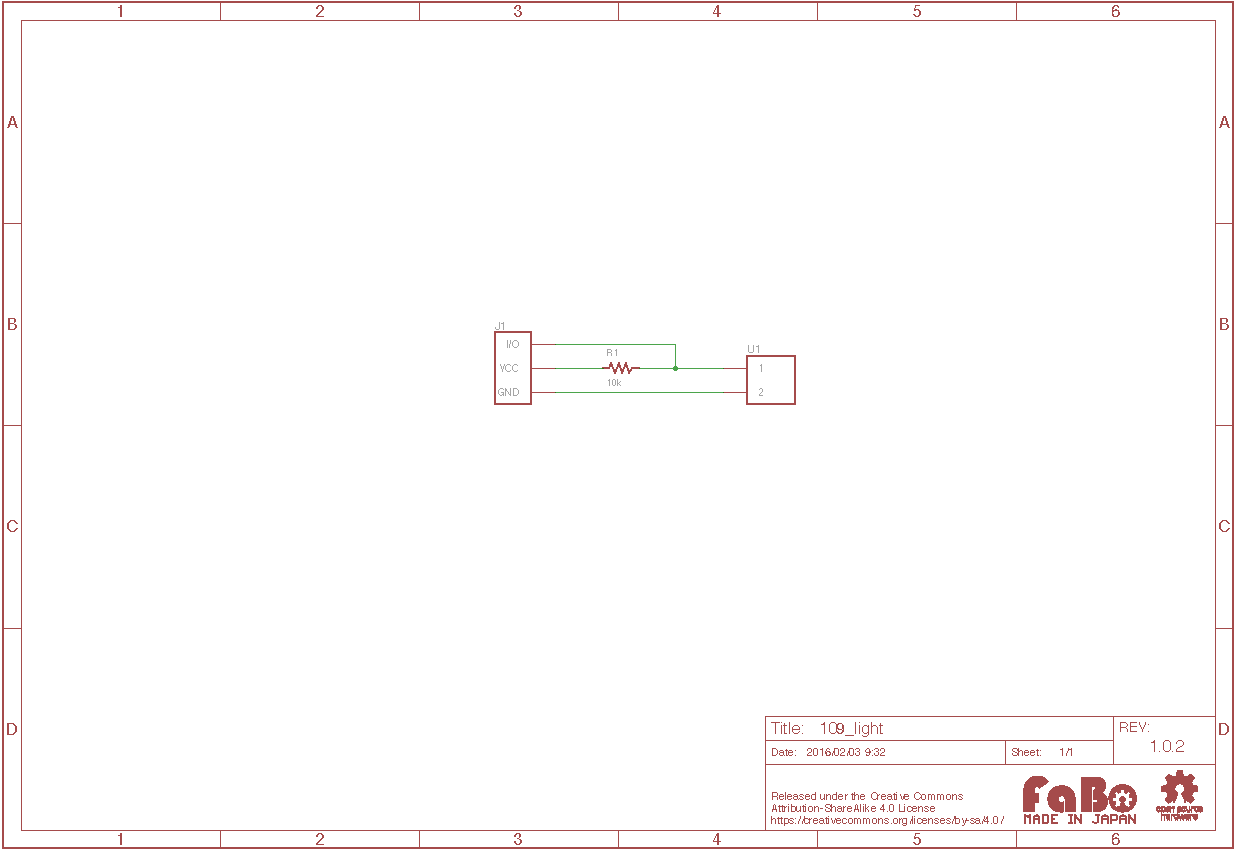 1 2 3 4 5 6
A A
J1
I/O
VCC
GND
R1
10k
U1
1
2
B B
C C
D D
Title: 109_light
REV:
1.0.2
Date: 2016/02/03 9:32
Sheet: 1/1
Released under the Creative Commons
Attribution-ShareAlike 4.0 License
https://creativecommons.org/licenses/by-sa/4.0/
FaBo
MADE IN JAPAN
open source
hardware
1 2 3 4 5 6